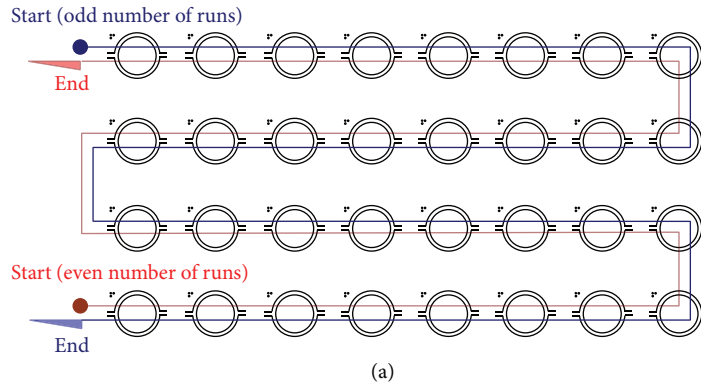 Start (odd number of runs)
End
Start (even number of runs)
End
(a)